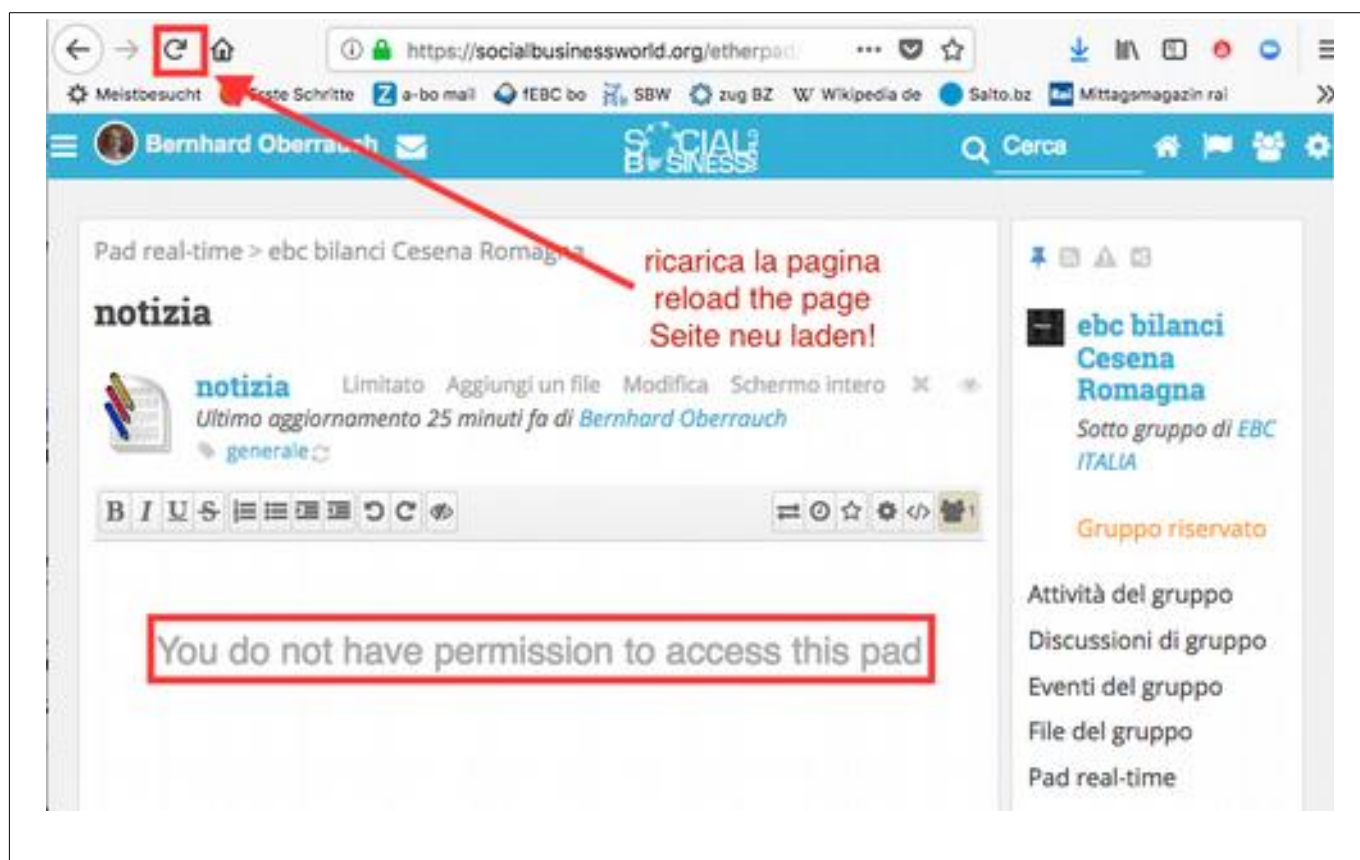 https://socialbusinessworld.org/etherpad/
Meistbesucht Erste Schritte a-bo mail fEBC bo SBW zug BZ Wikipedia de Salto.bz Mittagsmagazin rai
Bernhard Oberrauch SOCIAL BUSINESS Cerca
Pad real-time > ebc bilanci Cesena Romagna
notizia
ricarica la pagina
reload the page
Seite neu laden!
notizia Limitato Aggiungi un file Modifica Schermo intero
Ultimo aggiornamento 25 minuti fa di Bernhard Oberrauch
generale
B I U S 1
You do not have permission to access this pad
ebc bilanci
Cesena
Romagna
Sotto gruppo di EBC
ITALIA
Gruppo riservato
Attività del gruppo
Discussioni di gruppo
Eventi del gruppo
File del gruppo
Pad real-time